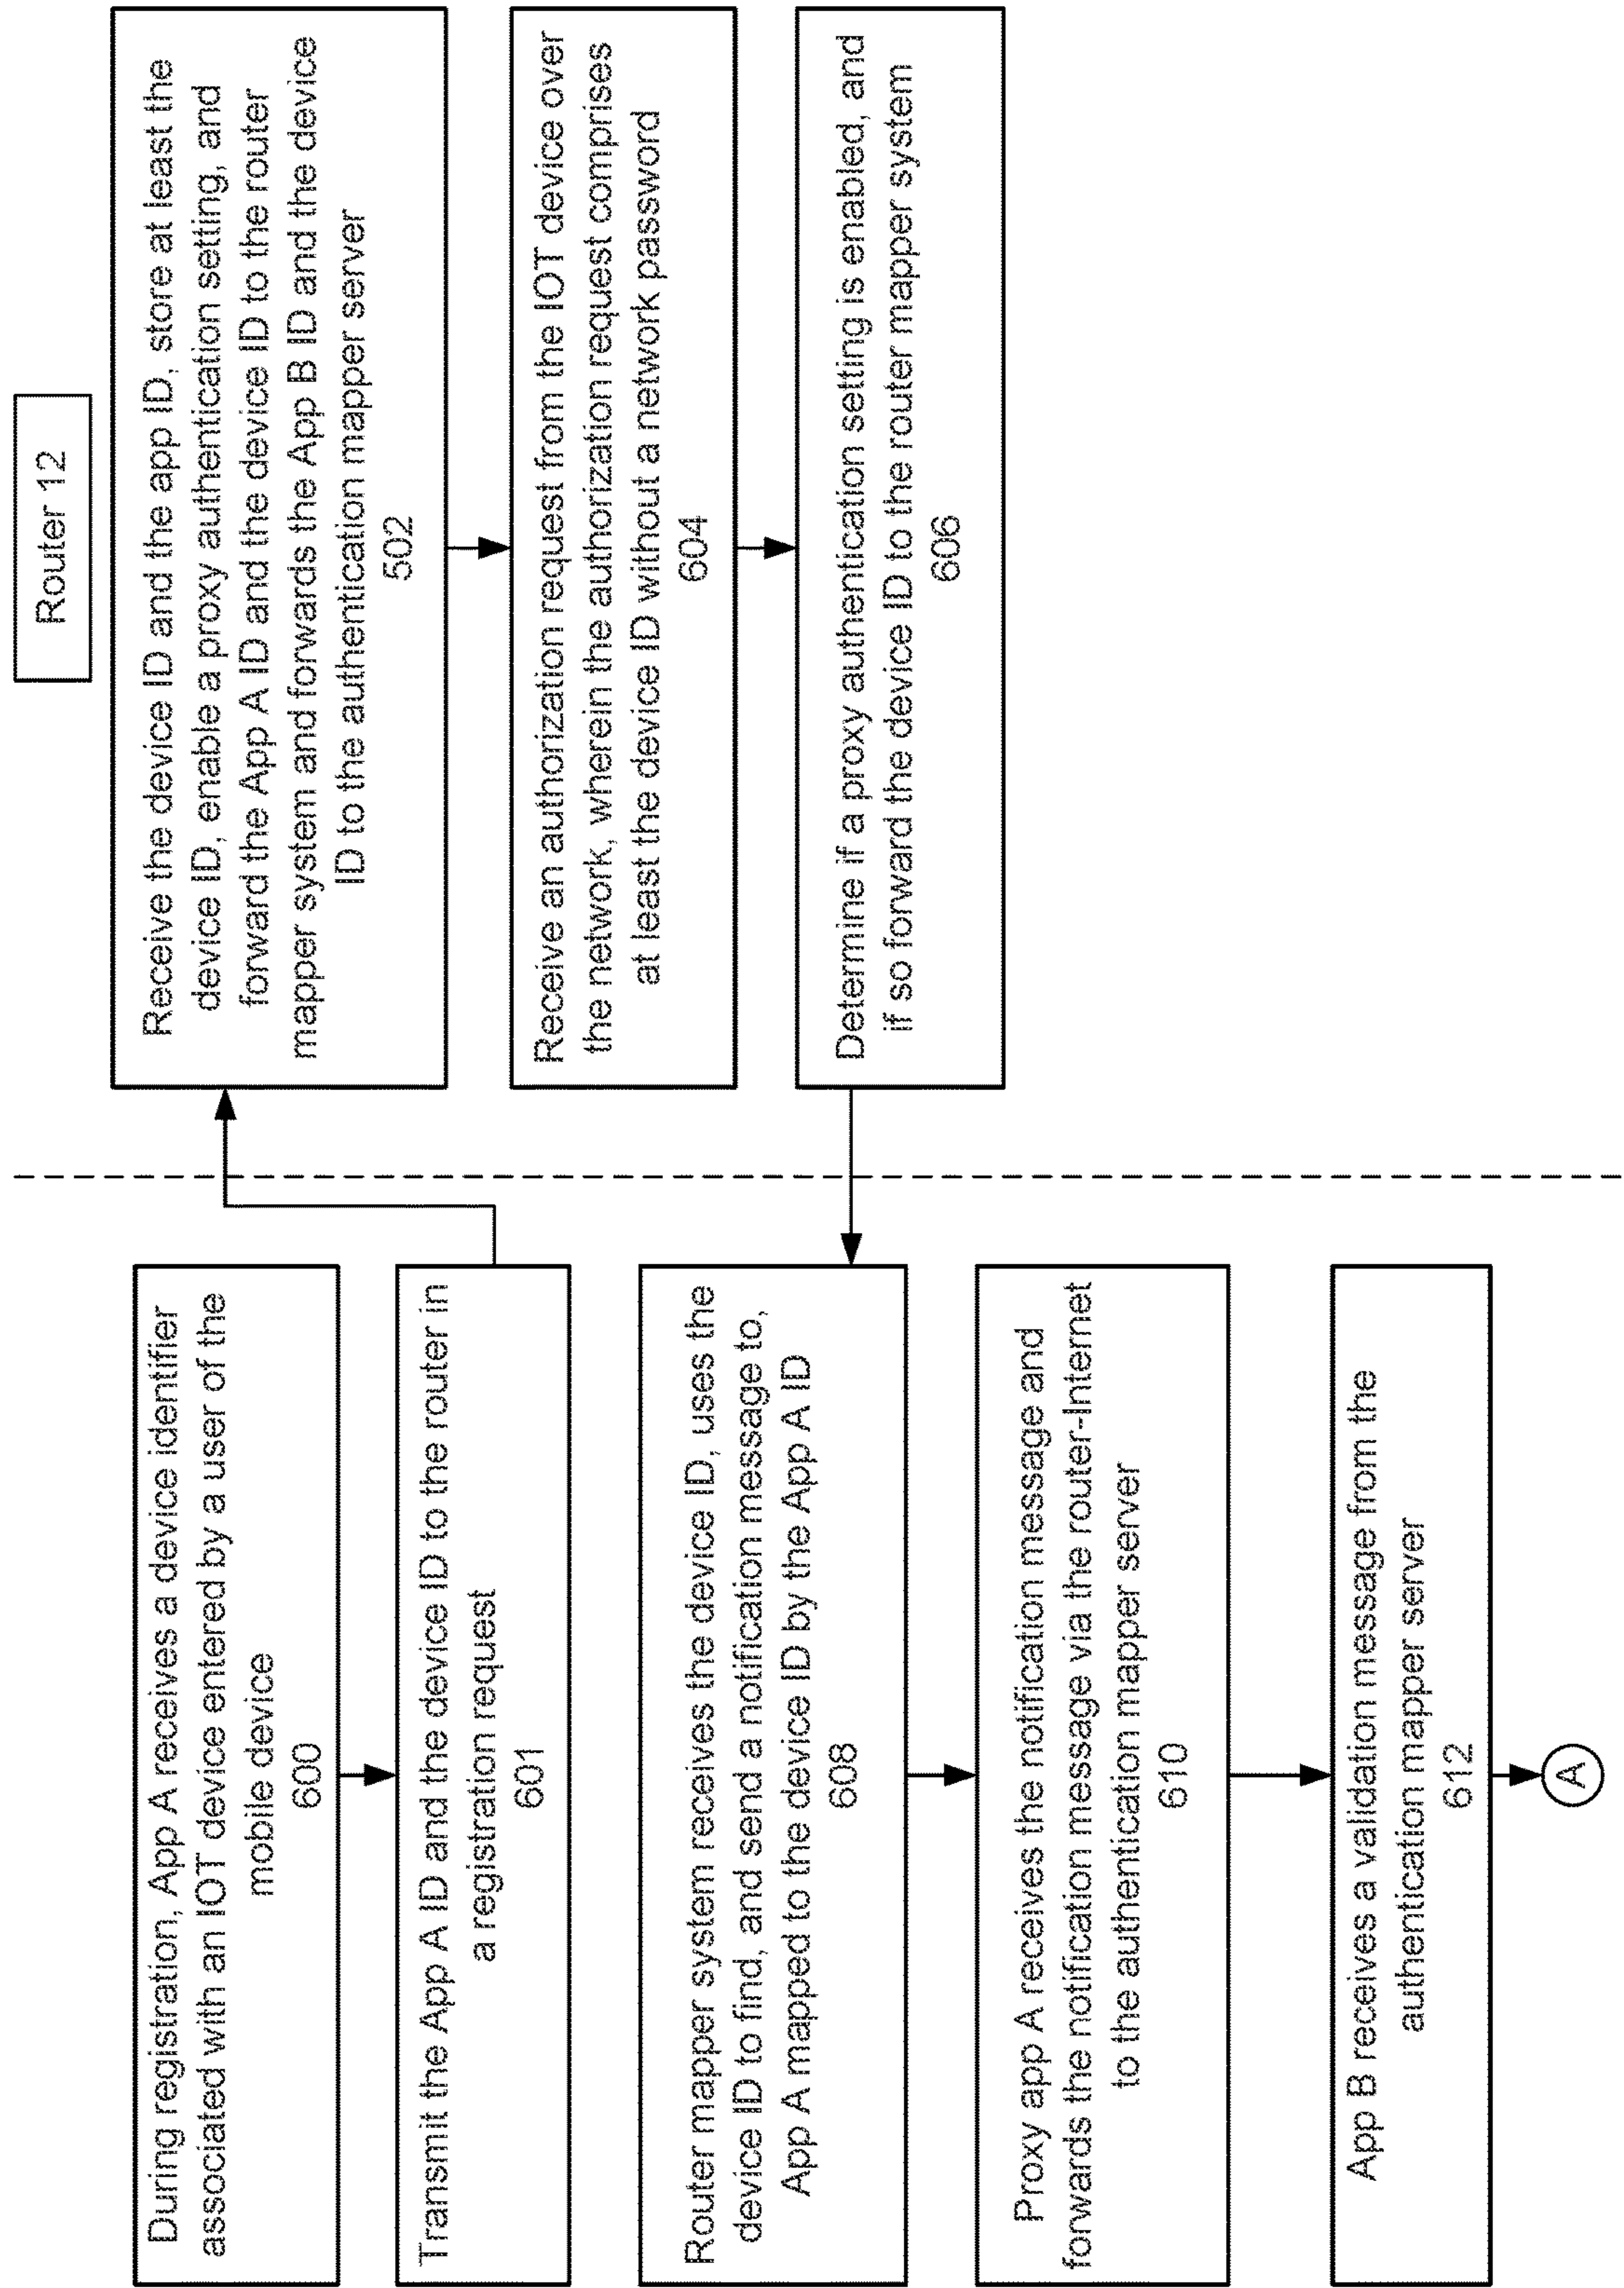 Router 12
During registration, App A receives a device identifier
associated with an IOT device entered by a user of the
mobile device
600
Transmit the App A ID and the device ID to the router in
a registration request
601
Receive the device ID and the app ID, store at least the
device ID, enable a proxy authentication setting, and
forward the App A ID and the device ID to the router
mapper system and forwards the App B ID and the device
ID to the authentication mapper server
502
Receive an authorization request from the IOT device over
the network, wherein the authorization request comprises
at least the device ID without a network password
604
Determine if a proxy authentication setting is enabled, and
if so forward the device ID to the router mapper system
606
Router mapper system receives the device ID, uses the
device ID to find, and send a notification message to,
App A mapped to the device ID by the App A ID
608
Proxy app A receives the notification message and
forwards the notification message via the router-Internet
to the authentication mapper server
610
App B receives a validation message from the
authentication mapper server
612
A